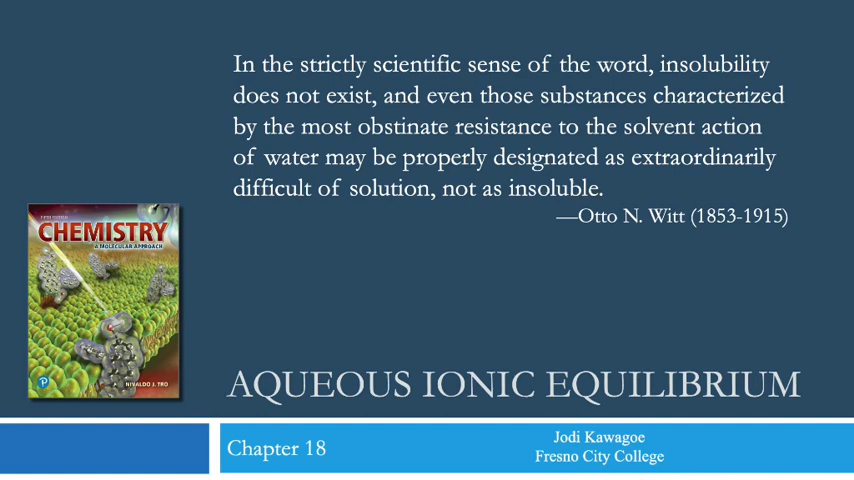 In the strictly scientific sense of the word, insolubility
does not exist, and even those substances characterized
by the most obstinate resistance to the solvent action
of water may be properly designated as extraordinarily
difficult of solution, not as insoluble.
—Otto N. Witt (1853-1915)
FIFTH EDITION
CHEMISTRY
A MOLECULAR APPROACH
P
NIVALDO J. TRO
AQUEOUS IONIC EQUILIBRIUM
Chapter 18
Jodi Kawagoe
Fresno City College